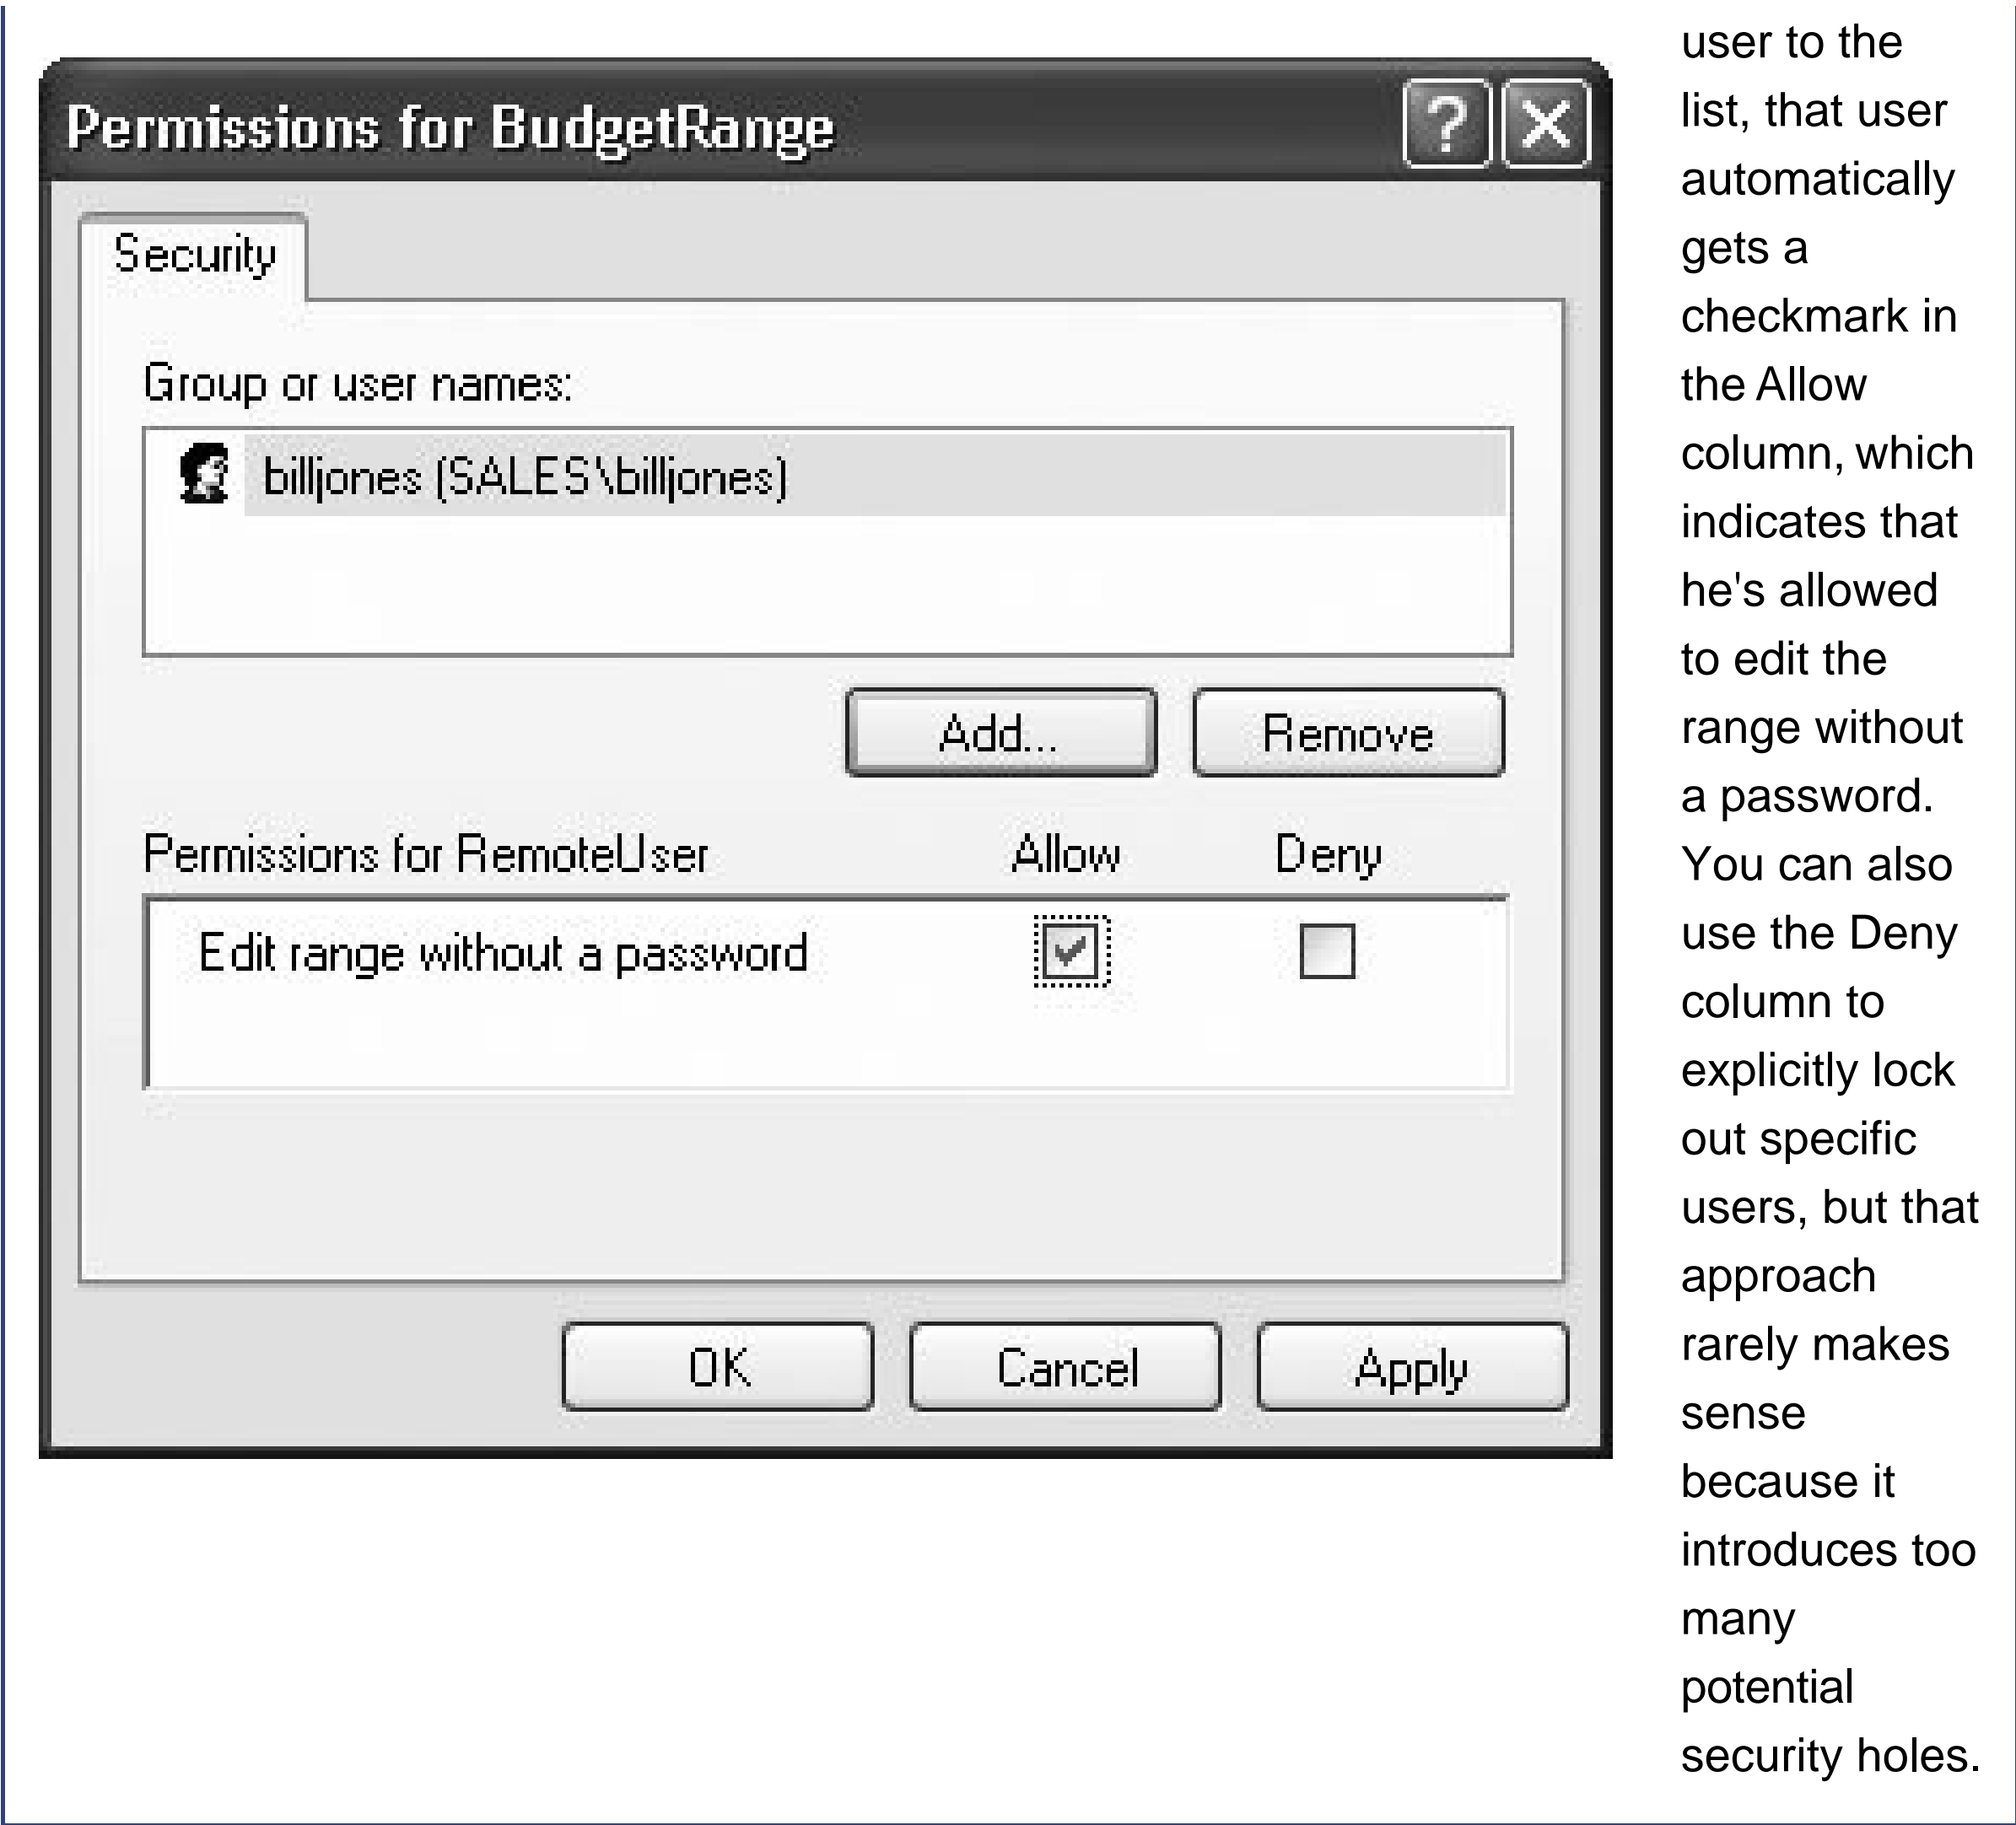 Permissions for BudgetRange
Security
Group or user names:
billjones (SALES\billjones)
Add...
Remove
Permissions for RemoteUser
Allow
Deny
Edit range without a password
OK
Cancel
Apply
user to the
list, that user
automatically
gets a
checkmark in
the Allow
column, which
indicates that
he's allowed
to edit the
range without
a password.
You can also
use the Deny
column to
explicitly lock
out specific
users, but that
approach
rarely makes
sense
because it
introduces too
many
potential
security holes.